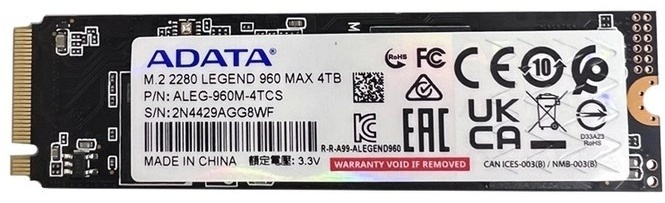 ADATA®
M.2 2280 LEGEND 960 MAX 4TB
P/N: ALEG-960M-4TCS
S/N: 2N4429AGG8WF
MADE IN CHINA 額定電壓: 3.3V
RoHS
FC
CE
10
UK
CA
EAC
R-R-A99-ALEGEND960
WARRANTY VOID IF REMOVED
D33AZ3
RoHS
CAN ICES-003(B) / NMB-003(B)